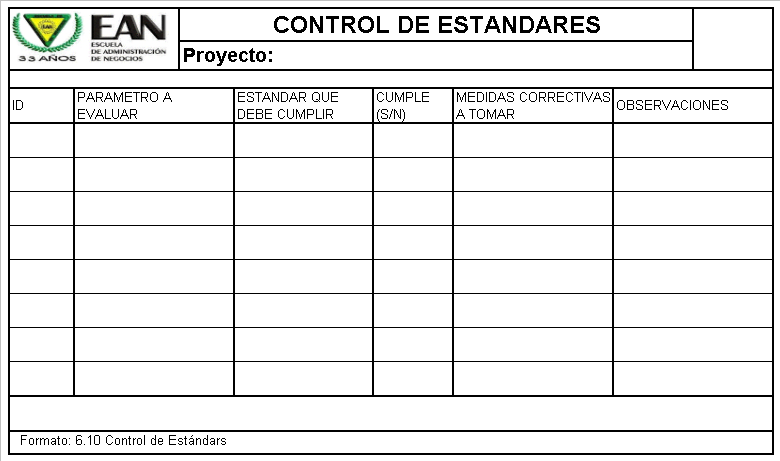 EAN
ESCUELA
DE ADMINISTRACIÓN
DE NEGOCIOS
33 AÑOS
CONTROL DE ESTANDARES
Proyecto:
ID
PARAMETRO A
EVALUAR
ESTANDAR QUE
DEBE CUMPLIR
CUMPLE
(S/N)
MEDIDAS CORRECTIVAS
A TOMAR
OBSERVACIONES
Formato: 6.10 Control de Estándars